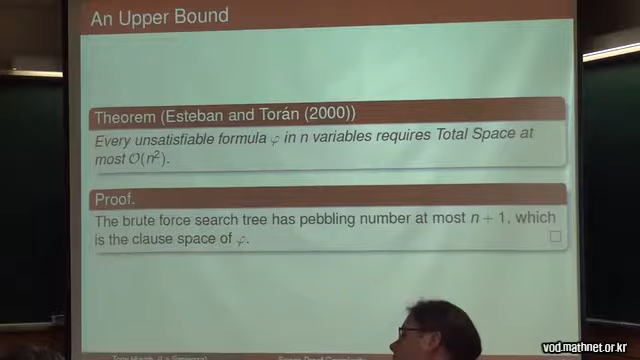 An Upper Bound
Theorem (Esteban and Torán (2000))
Every unsatisfiable formula φ in n variables requires Total Space at
most O(n²).
Proof.
The brute force search tree has pebbling number at most n + 1, which
is the clause space of φ.
vod.mathnet.or.kr